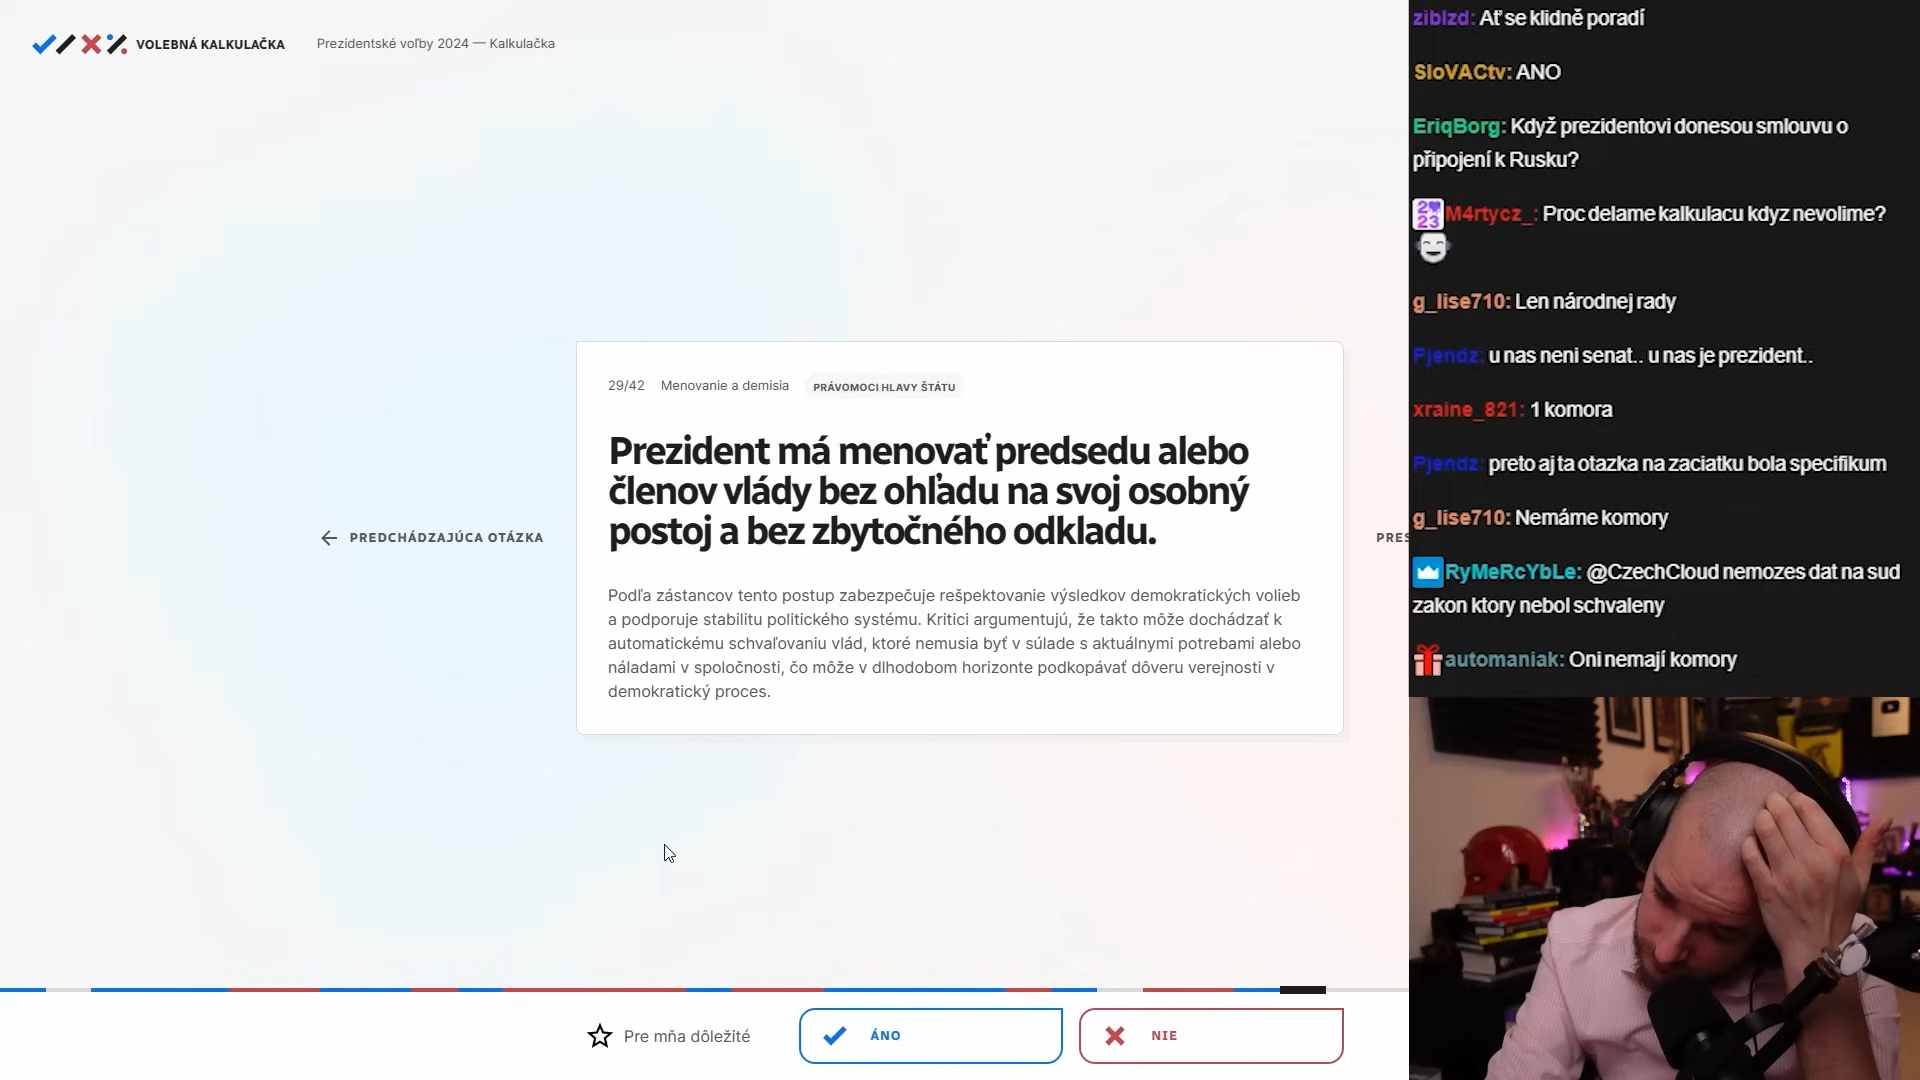 VOLEBNÁ KALKULAČKA
Prezidentské voľby 2024 — Kalkulačka
29/42 Menovanie a demisia PRÁVOMOCI HLAVY ŠTÁTU
Prezident má menovať predsedu alebo
členov vlády bez ohľadu na svoj osobný
postoj a bez zbytočného odkladu.
Podľa zástancov tento postup zabezpečuje rešpektovanie výsledkov demokratických volieb
a podporuje stabilitu politického systému. Kritici argumentujú, že takto môže dochádzať k
automatickému schvaľovaniu vlád, ktoré nemusia byť v súlade s aktuálnymi potrebami alebo
náladami v spoločnosti, čo môže v dlhodobom horizonte podkopávať dôveru verejnosti v
demokratický proces.
PREDCHÁDZAJÚCA OTÁZKA
PRES
Pre mňa dôležité
ÁNO
NIE
ziblzd: Ať se klidně poradí
SloVACtv: ANO
EriqBorg: Když prezidentovi donesou smlouvu o
připojení k Rusku?
2023 M4rtycz_: Proc delame kalkulacu kdyz nevolime?
g_lise710: Len národnej rady
Pjendz: u nas neni senat.. u nas je prezident..
xraine_821: 1 komora
Pjendz: preto aj ta otazka na zaciatku bola specifikum
g_lise710: Nemáme komory
RyMeRcYbLe: @CzechCloud nemozes dat na sud
zakon ktory nebol schvaleny
automaniak: Oni nemají komory